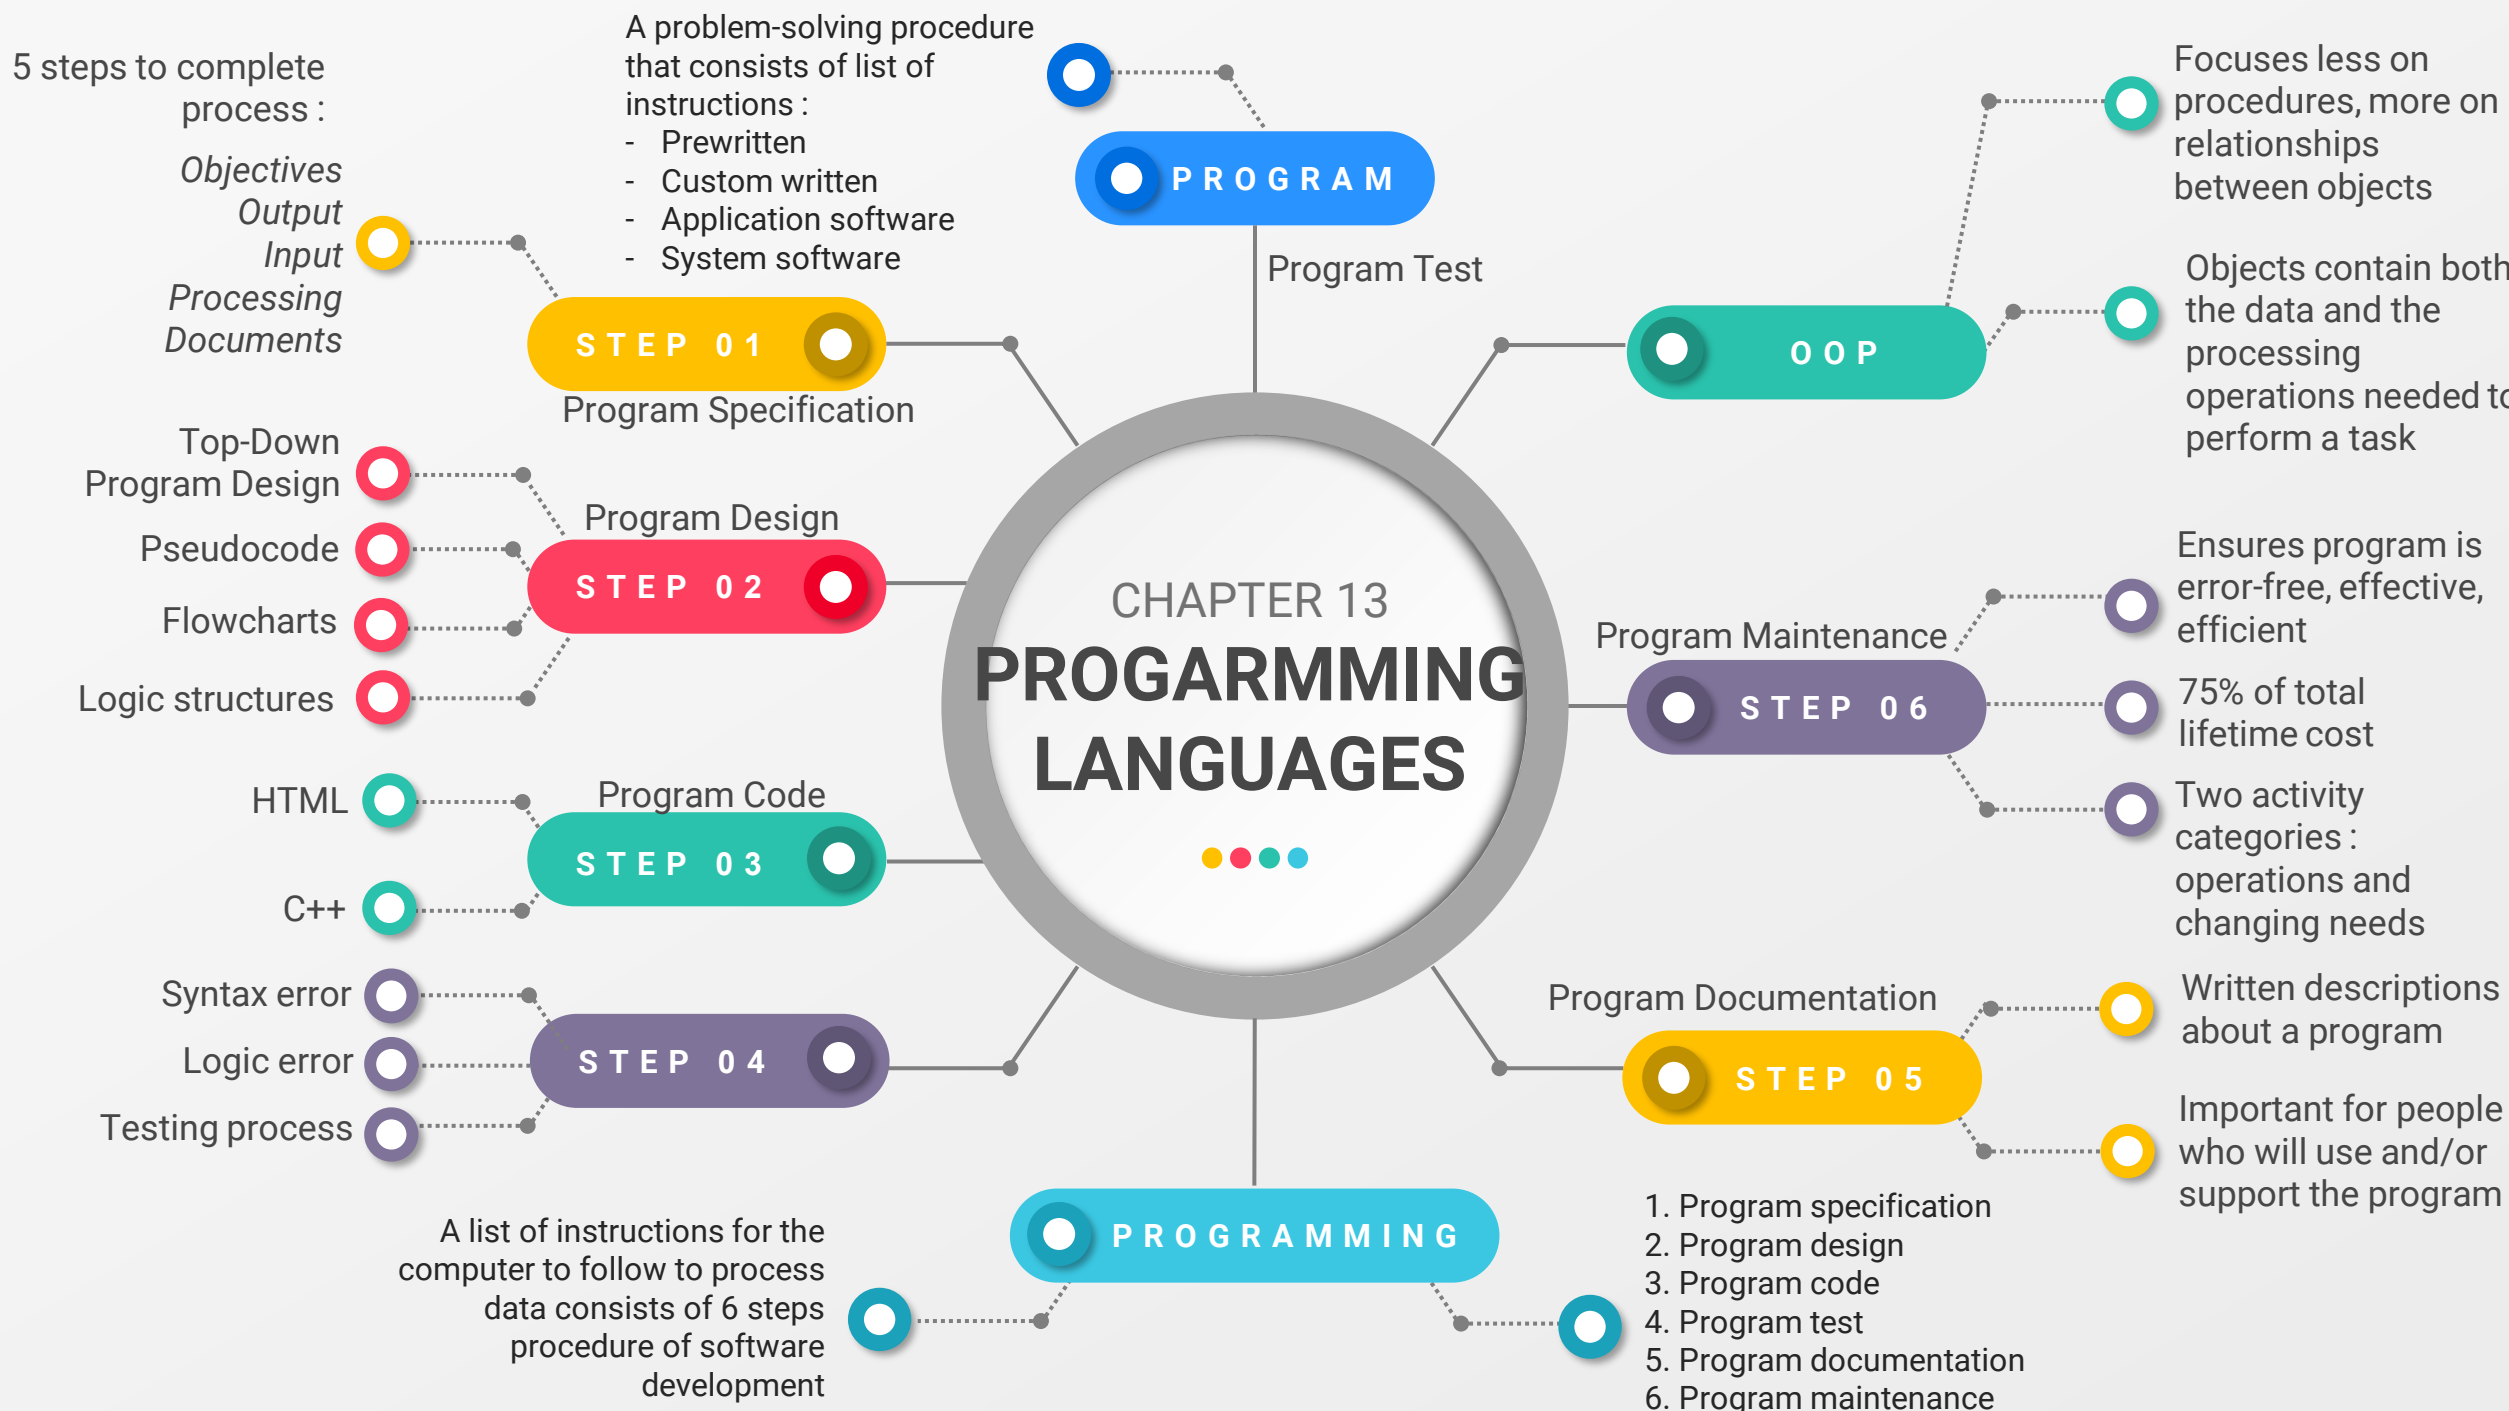 5 steps to complete
process :
Objectives
Output
Input
Processing
Documents
A problem-solving procedure
that consists of list of
instructions :
- Prewritten
- Custom written
- Application software
- System software
PROGRAM
Program Test
STEP 01
Program Specification
Top-Down
Program Design
Pseudocode
Flowcharts
Logic structures
Program Design
STEP 02
HTML
C++
Program Code
STEP 03
Syntax error
Logic error
Testing process
STEP 04
CHAPTER 13
PROGARMMING
LANGUAGES
OOP
Focuses less on
procedures, more on
relationships
between objects
Objects contain both
the data and the
processing
operations needed to
perform a task
Program Maintenance
STEP 06
Ensures program is
error-free, effective,
efficient
75% of total
lifetime cost
Two activity
categories :
operations and
changing needs
Program Documentation
STEP 05
Written descriptions
about a program
Important for people
who will use and/or
support the program
PROGRAMMING
A list of instructions for the
computer to follow to process
data consists of 6 steps
procedure of software
development
1. Program specification
2. Program design
3. Program code
4. Program test
5. Program documentation
6. Program maintenance